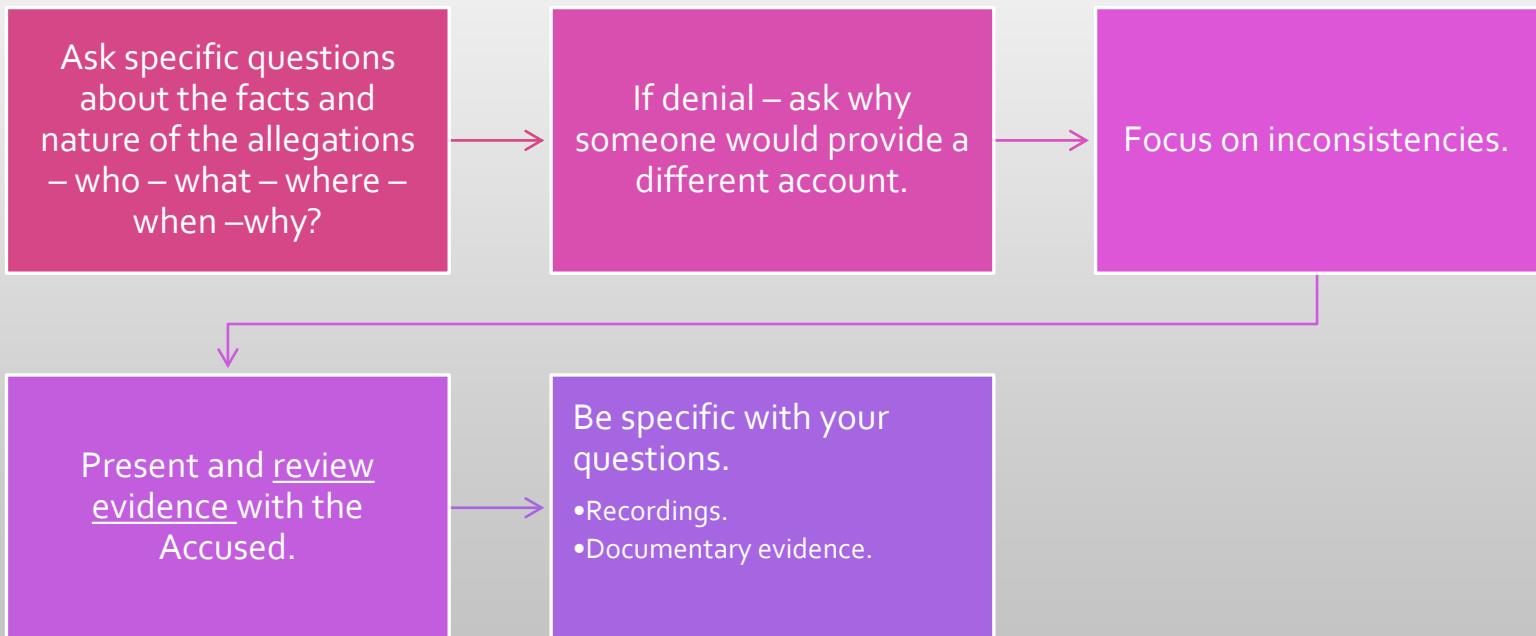 Ask specific questions
about the facts and
nature of the allegations
– who – what – where –
when –why?
If denial – ask why
someone would provide a
different account.
Focus on inconsistencies.
Present and review
evidence with the
Accused.
Be specific with your
questions.
•Recordings.
•Documentary evidence.